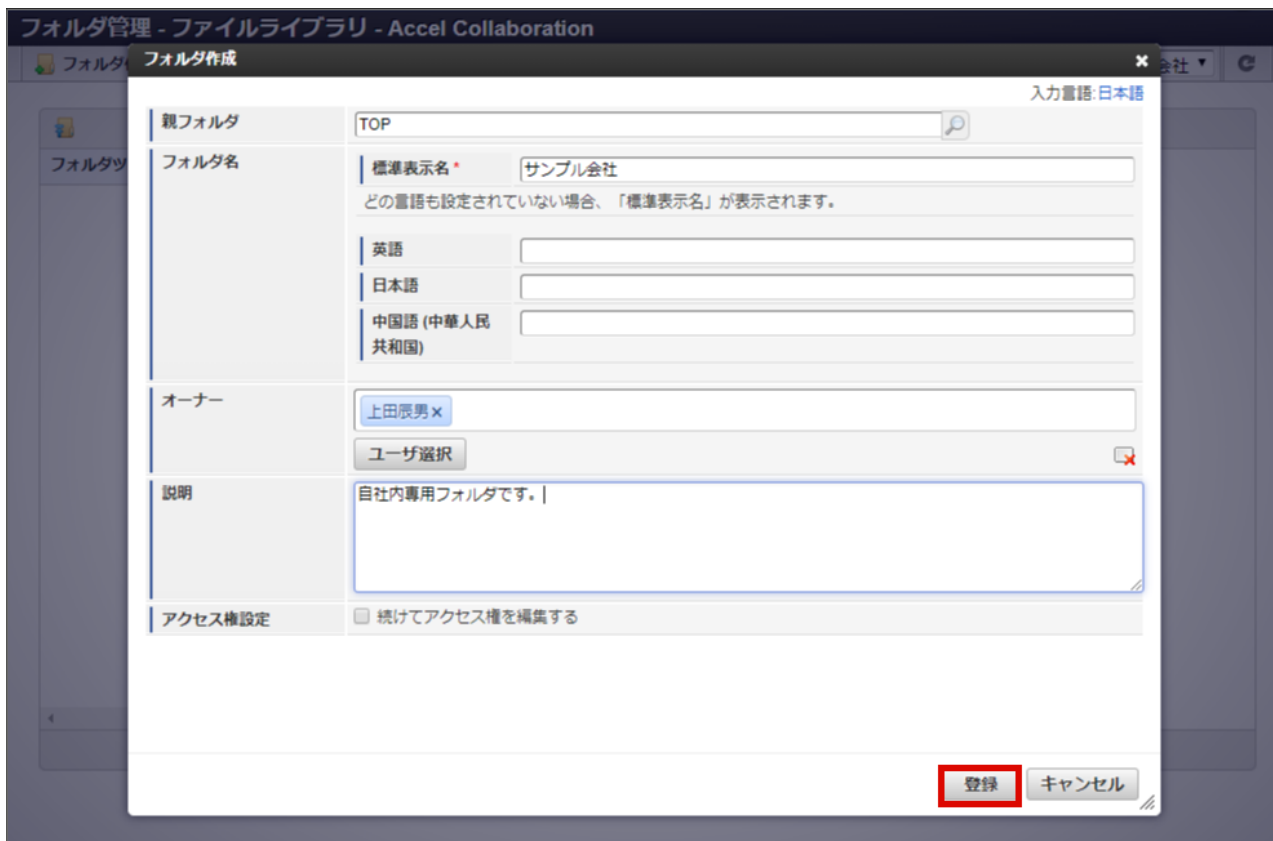 フォルダ管理 - ファイルライブラリ - Accel Collaboration
フォルダ
会社
フォルダ作成
入力言語:日本語
フォルダツ
親フォルダ
TOP
フォルダ名
標準表示名*
サンプル会社
どの言語も設定されていない場合、「標準表示名」が表示されます。
英語
日本語
中国語 (中華人民
共和国)
オーナー
上田辰男×
ユーザ選択
説明
自社内専用フォルダです。
アクセス権設定
続けてアクセス権を編集する
登録
キャンセル